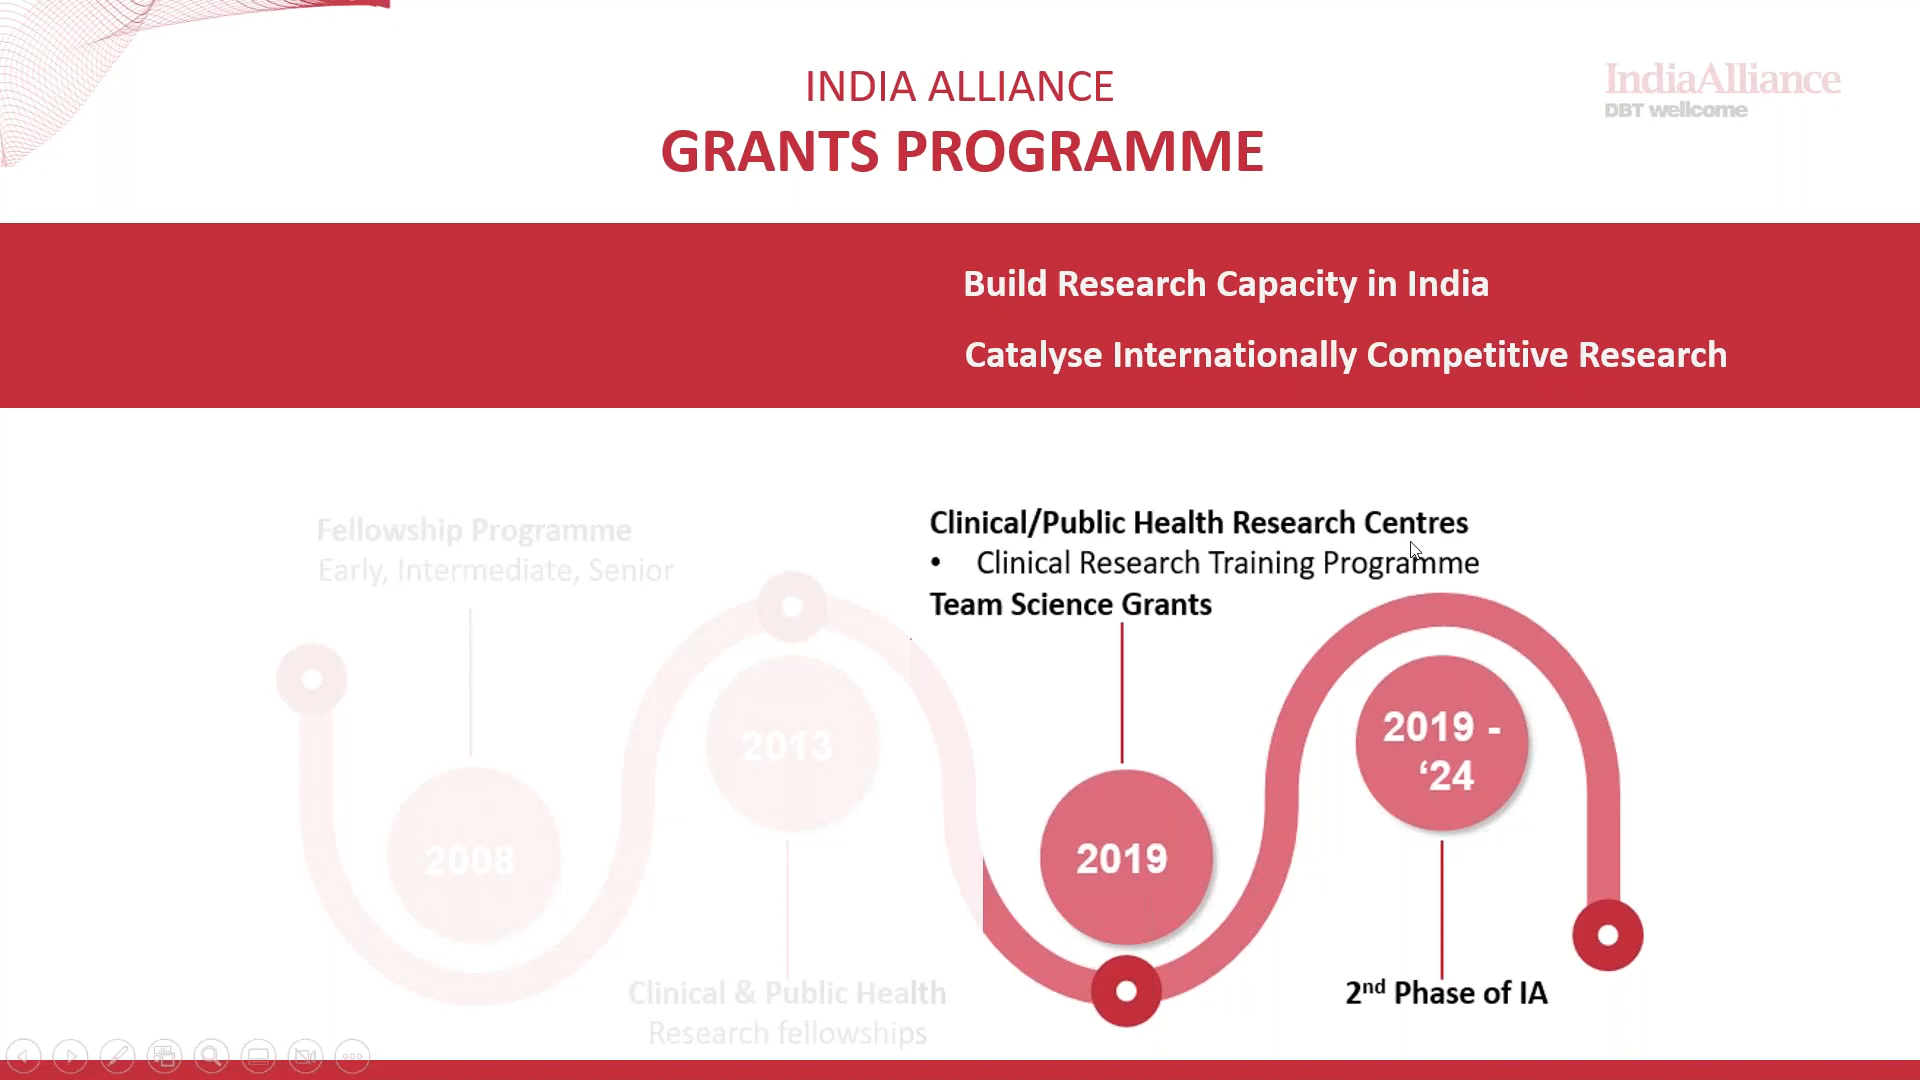 INDIA ALLIANCE
GRANTS PROGRAMME
IndiaAlliance
DBT wellcome
Build Research Capacity in India
Catalyse Internationally Competitive Research
Fellowship Programme
Early, Intermediate, Senior
2008
2013
Clinical & Public Health
Research fellowships
Clinical/Public Health Research Centres
• Clinical Research Training Programme
Team Science Grants
2019
2019 -
‘24
2nd Phase of IA